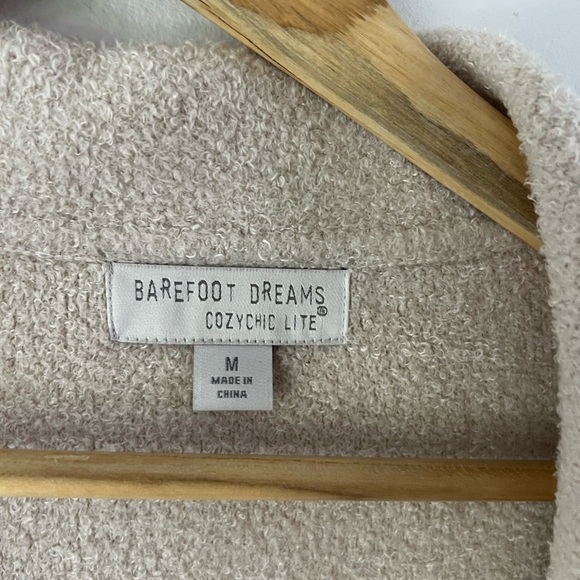 BAREFOOT DREAMS
COZYCHIC LITE®
M
MADE IN
CHINA